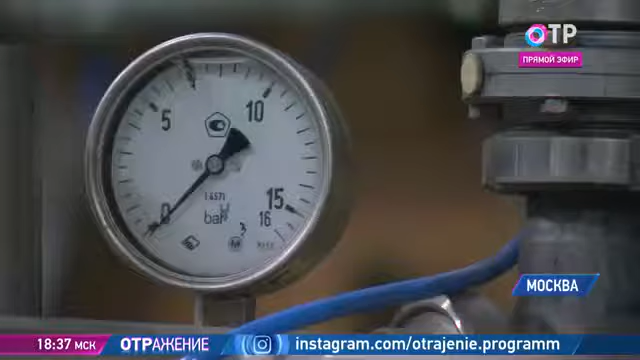 ОТР
ПРЯМОЙ ЭФИР
5
10
0
15
16
bar
МОСКВА
18:37 МСК
ОТРАЖЕНИЕ
instagram.com/otrajenie.programm